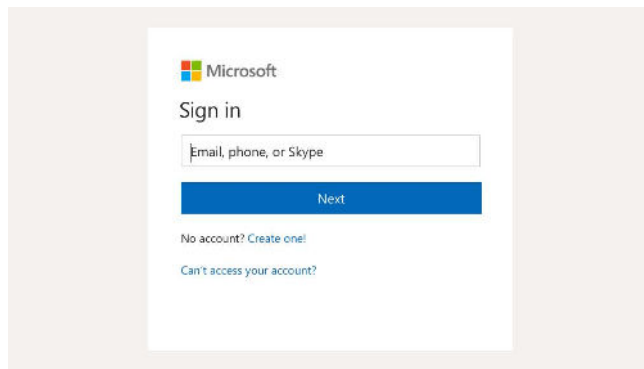 Microsoft
Sign in
Email, phone, or Skype
Next
No account? Create one!
Can't access your account?